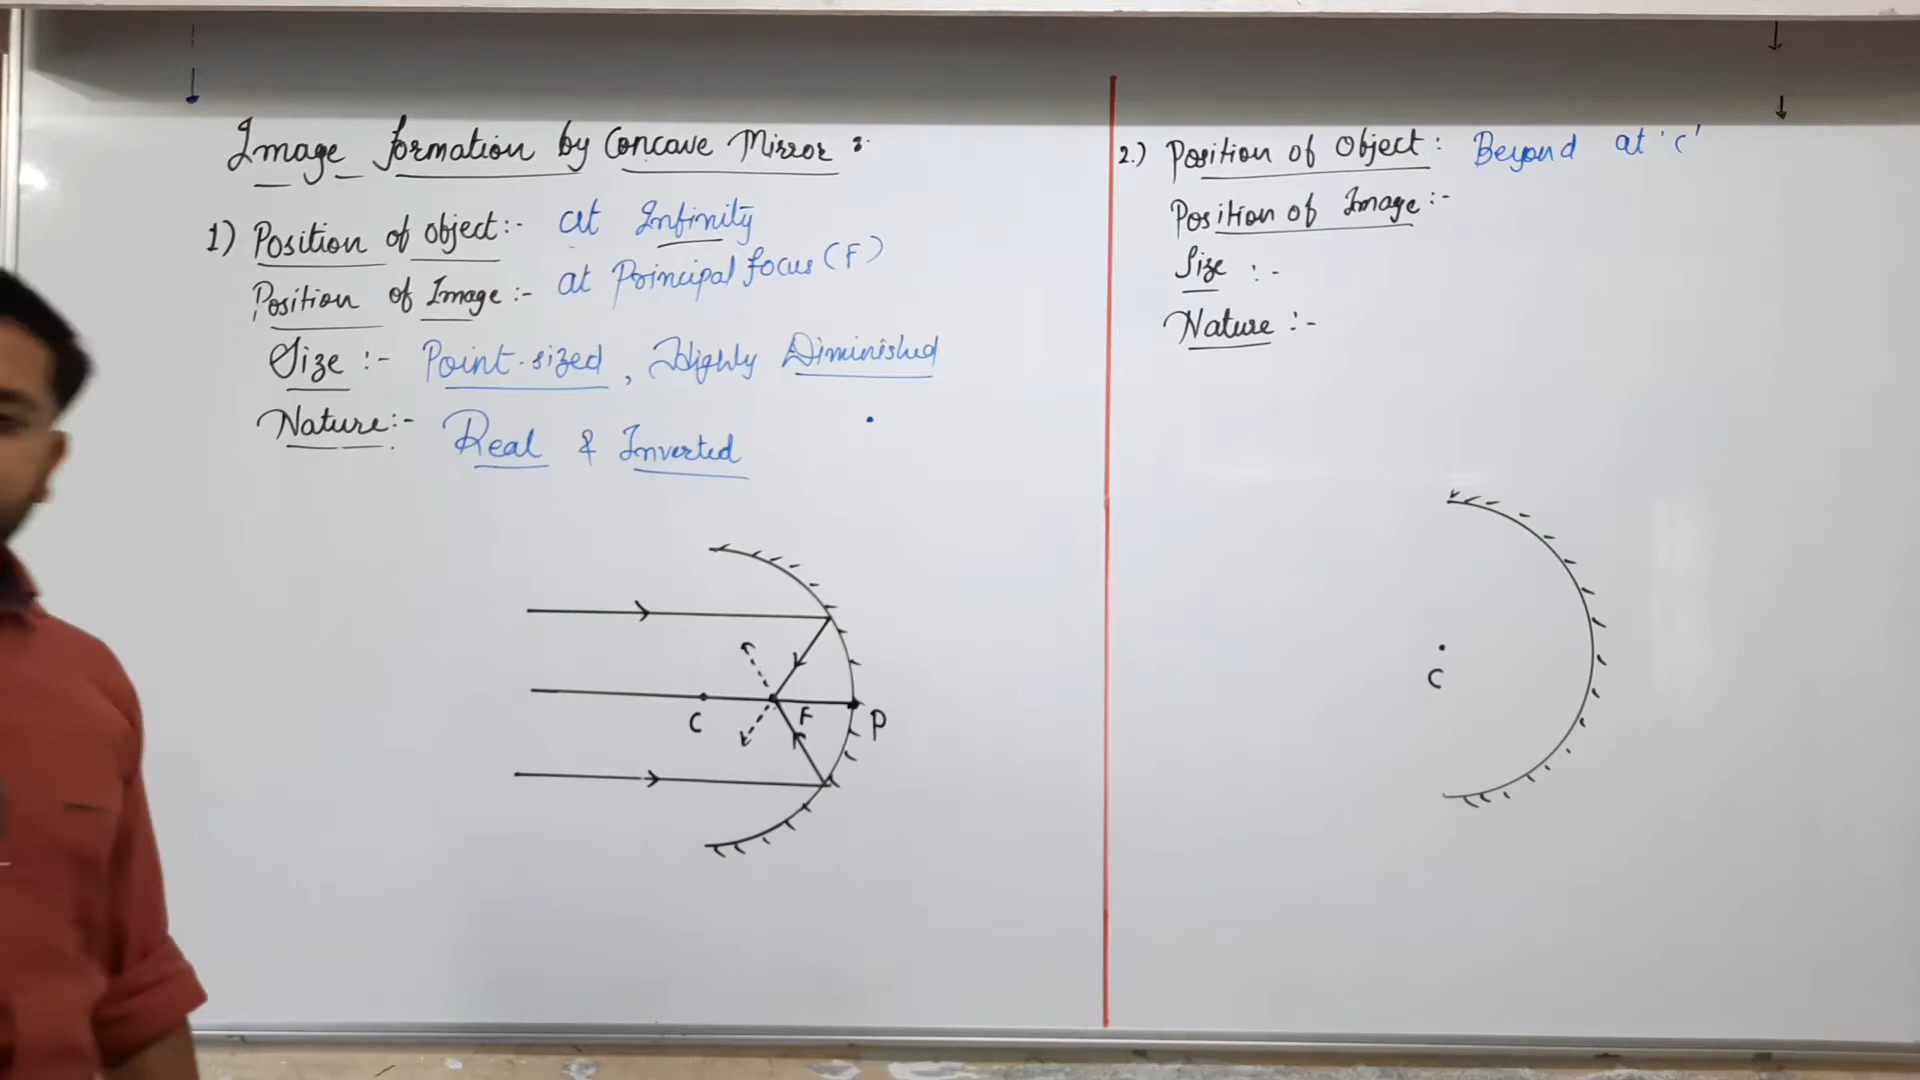 Image formation by Concave Mirror :
1) Position of object:- at Infinity
Position of Image:- at Principal focus (F)
Size :- Point-sized, Highly Diminished
Nature:- Real & Inverted
C
F
P
2.) Position of Object: Beyond at 'C'
Position of Image:-
Size :-
Nature :-
C